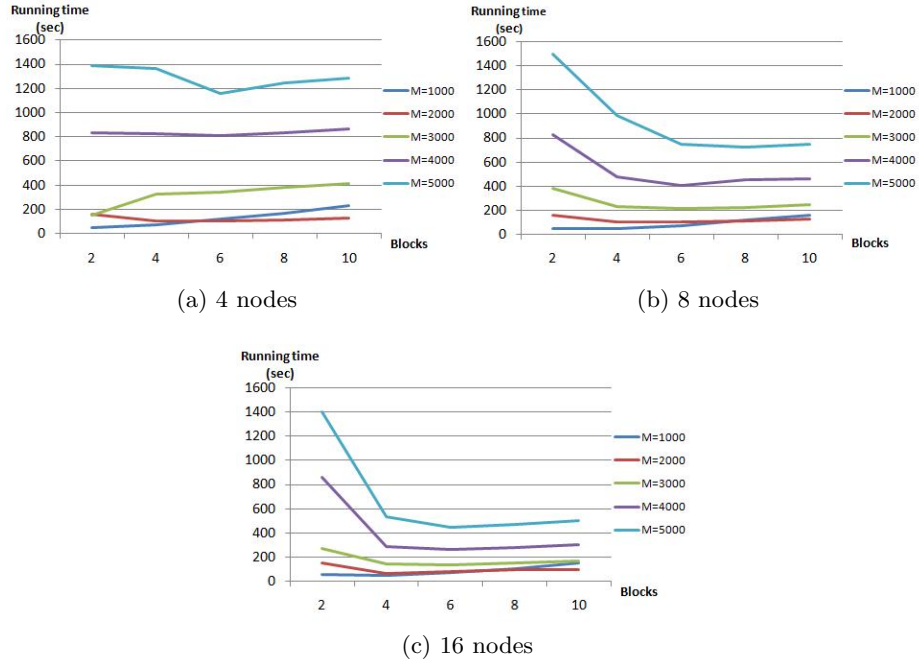 Running time
(sec)
1600
1400
1200
1000
800
600
400
200
0
2 4 6 8 10
Blocks
M=1000
M=2000
M=3000
M=4000
M=5000
(a) 4 nodes
Running time
(sec)
1600
1400
1200
1000
800
600
400
200
0
2 4 6 8 10
Blocks
M=1000
M=2000
M=3000
M=4000
M=5000
(b) 8 nodes
Running time
(sec)
1600
1400
1200
1000
800
600
400
200
0
2 4 6 8 10
Blocks
M=1000
M=2000
M=3000
M=4000
M=5000
(c) 16 nodes